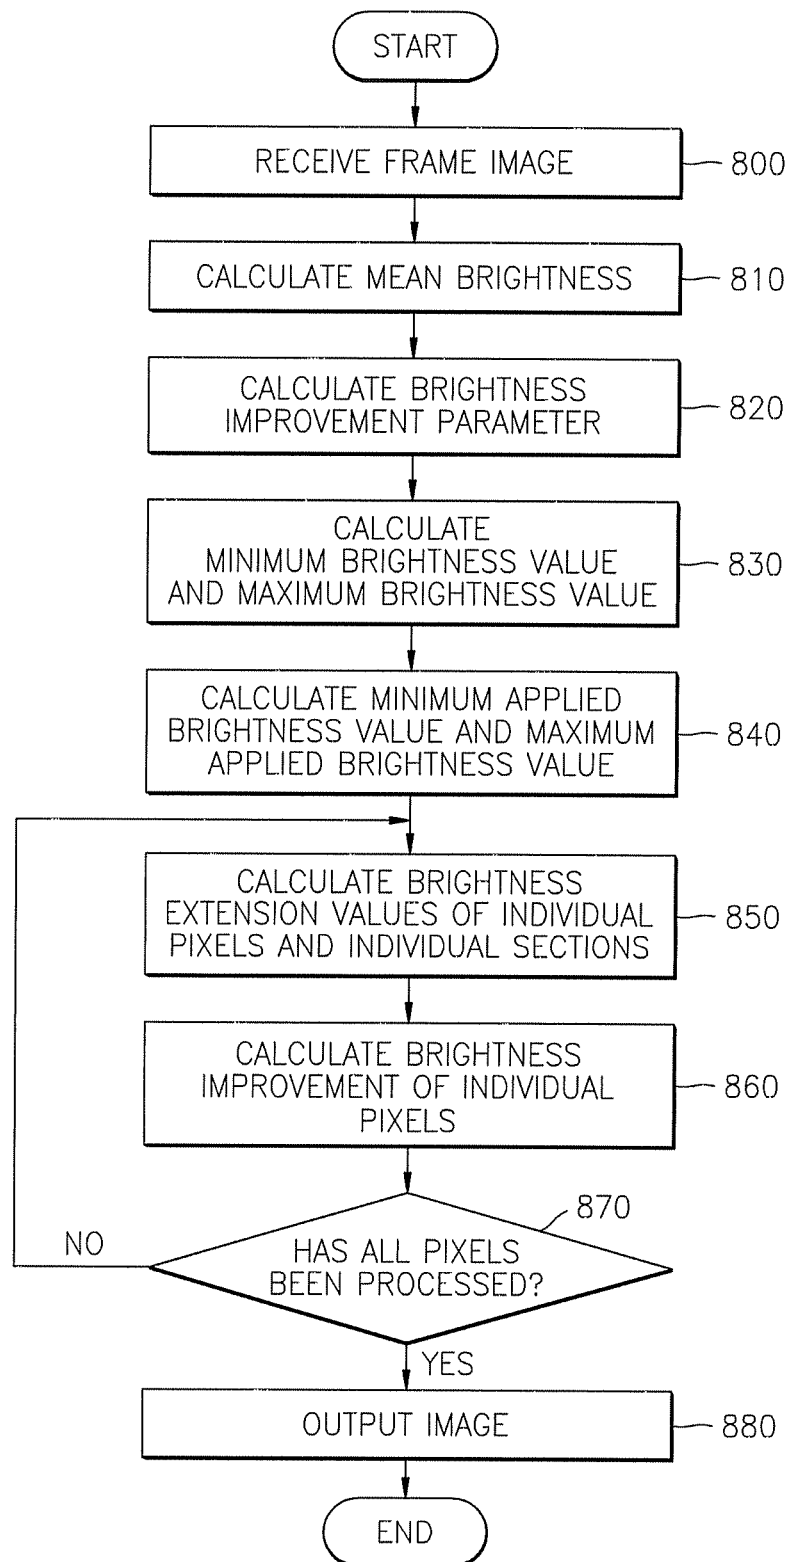 START
RECEIVE FRAME IMAGE
800
CALCULATE MEAN BRIGHTNESS
810
CALCULATE BRIGHTNESS
IMPROVEMENT PARAMETER
820
CALCULATE
MINIMUM BRIGHTNESS VALUE
AND MAXIMUM BRIGHTNESS VALUE
830
CALCULATE MINIMUM APPLIED
BRIGHTNESS VALUE AND MAXIMUM
APPLIED BRIGHTNESS VALUE
840
CALCULATE BRIGHTNESS
EXTENSION VALUES OF INDIVIDUAL
PIXELS AND INDIVIDUAL SECTIONS
850
CALCULATE BRIGHTNESS
IMPROVEMENT OF INDIVIDUAL
PIXELS
860
870
NO
HAS ALL PIXELS
BEEN PROCESSED?
YES
OUTPUT IMAGE
880
END